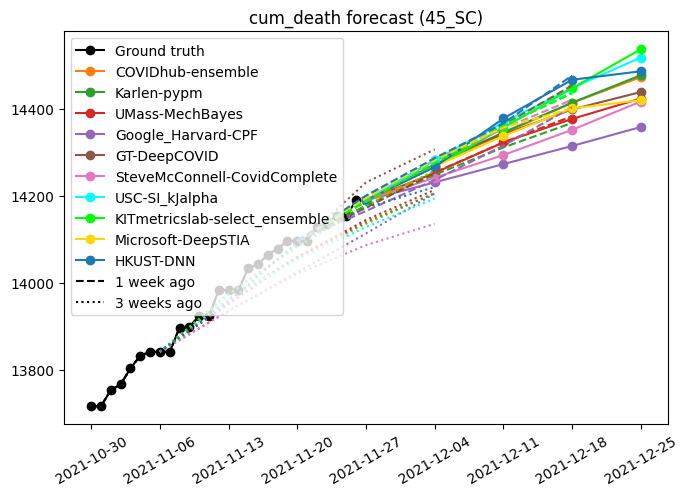 cum_death forecast (45_SC)
Ground truth
COVIDhub-ensemble
Karlen-pypm
UMass-MechBayes
Google_Harvard-CPF
GT-DeepCOVID
SteveMcConnell-CovidComplete
USC-SI_kJalpha
KITmetricslab-select_ensemble
Microsoft-DeepSTIA
HKUST-DNN
1 week ago
3 weeks ago
14400
14200
14000
13800
2021-10-30
2021-11-06
2021-11-13
2021-11-20
2021-11-27
2021-12-04
2021-12-11
2021-12-18
2021-12-25